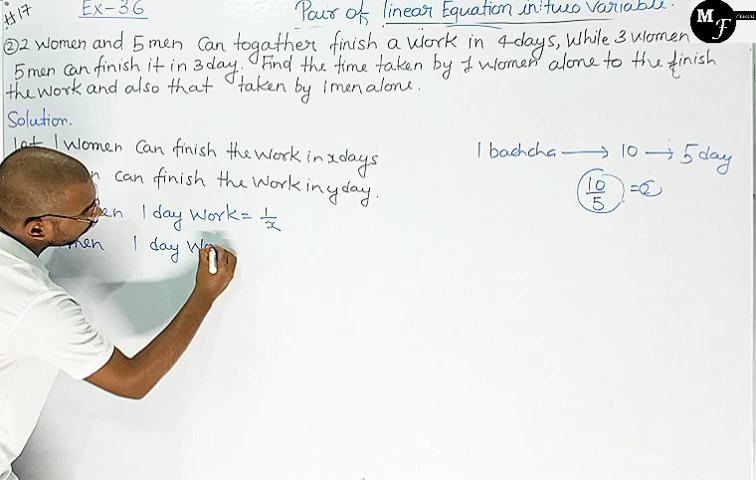 #17 Ex-36 Pair of linear Equation in two Variable.
② 2 Women and 5 men Can togather finish a Work in 4 days, While 3 Women
5 men Can finish it in 3 day. Find the time taken by 1 Women alone to the finish
the Work and also that taken by 1 men alone.
Solution.
Let 1 Women Can finish the Work in x days
can finish the Work in y day.
1 day Work = 1/x
men 1 day
1 bachcha → 10 → 5 day
10/5 = 2
MF
CLASSES